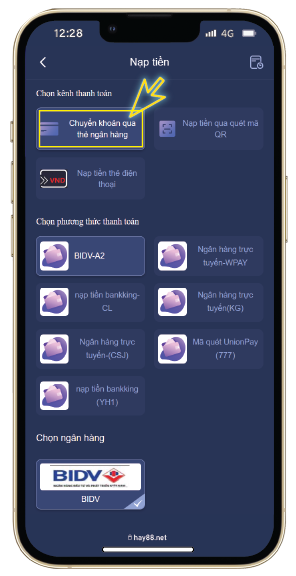 12:28
4G
Nạp tiền
Chọn kênh thanh toán
Chuyển khoản qua
thẻ ngân hàng
Nạp tiền qua quét mã
QR
VND
Nạp tiền thẻ điện
thoại
Chọn phương thức thanh toán
BIDV-A2
Ngân hàng trực
tuyến-WPAY
nạp tiền bankking-
CL
Ngân hàng trực
tuyến(KG)
Ngân hàng trực
tuyến-(CSJ)
Mã quét UnionPay
(777)
nạp tiền bankking
(YH1)
Chọn ngân hàng
BIDV
BIDV
hay88.net